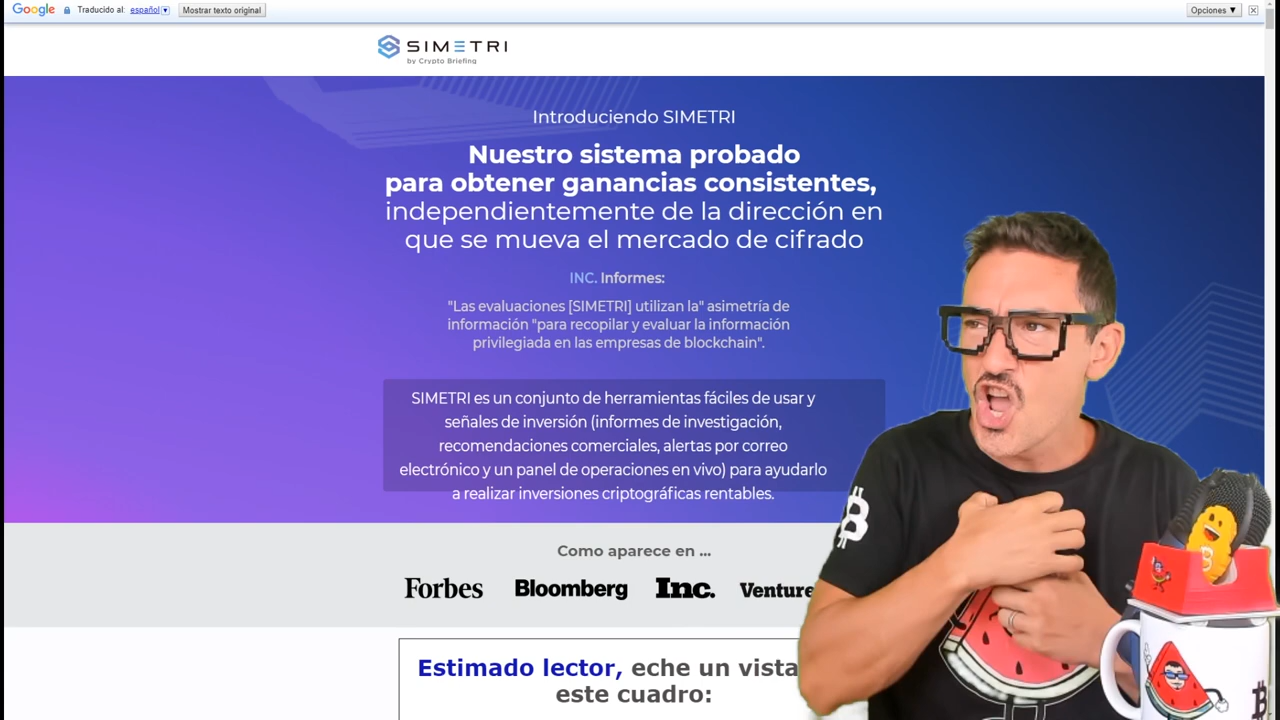 Google Traducido al: español Mostrar texto original Opciones ▼
SIMETRI
by Crypto Briefing
Introduciendo SIMETRI
Nuestro sistema probado
para obtener ganancias consistentes,
independientemente de la dirección en
que se mueva el mercado de cifrado
INC. Informes:
"Las evaluaciones [SIMETRI] utilizan la" asimetría de
información "para recopilar y evaluar la información
privilegiada en las empresas de blockchain".
SIMETRI es un conjunto de herramientas fáciles de usar y
señales de inversión (informes de investigación,
recomendaciones comerciales, alertas por correo
electrónico y un panel de operaciones en vivo) para ayudarlo
a realizar inversiones criptográficas rentables.
Como aparece en ...
Forbes Bloomberg Inc. Venture
Estimado lector, eche un vista
este cuadro: